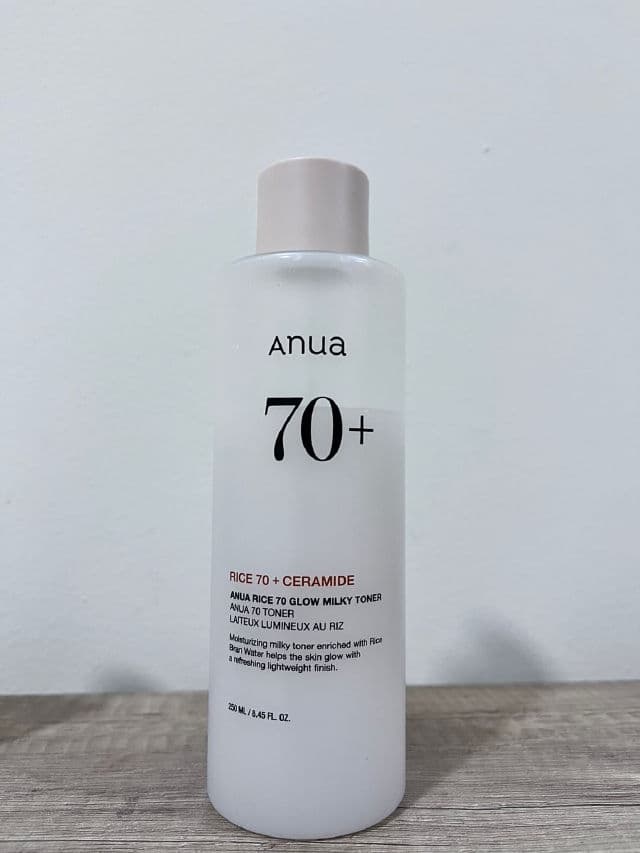 Anua
70+
RICE 70 + CERAMIDE
ANUA RICE 70 GLOW MILKY TONER
ANUA 70 TONER
LAITEUX LUMINEUX AU RIZ
Moisturizing milky toner enriched with Rice
Bran Water helps the skin glow with
a refreshing lightweight finish.
250 ML / 8.45 FL. OZ.